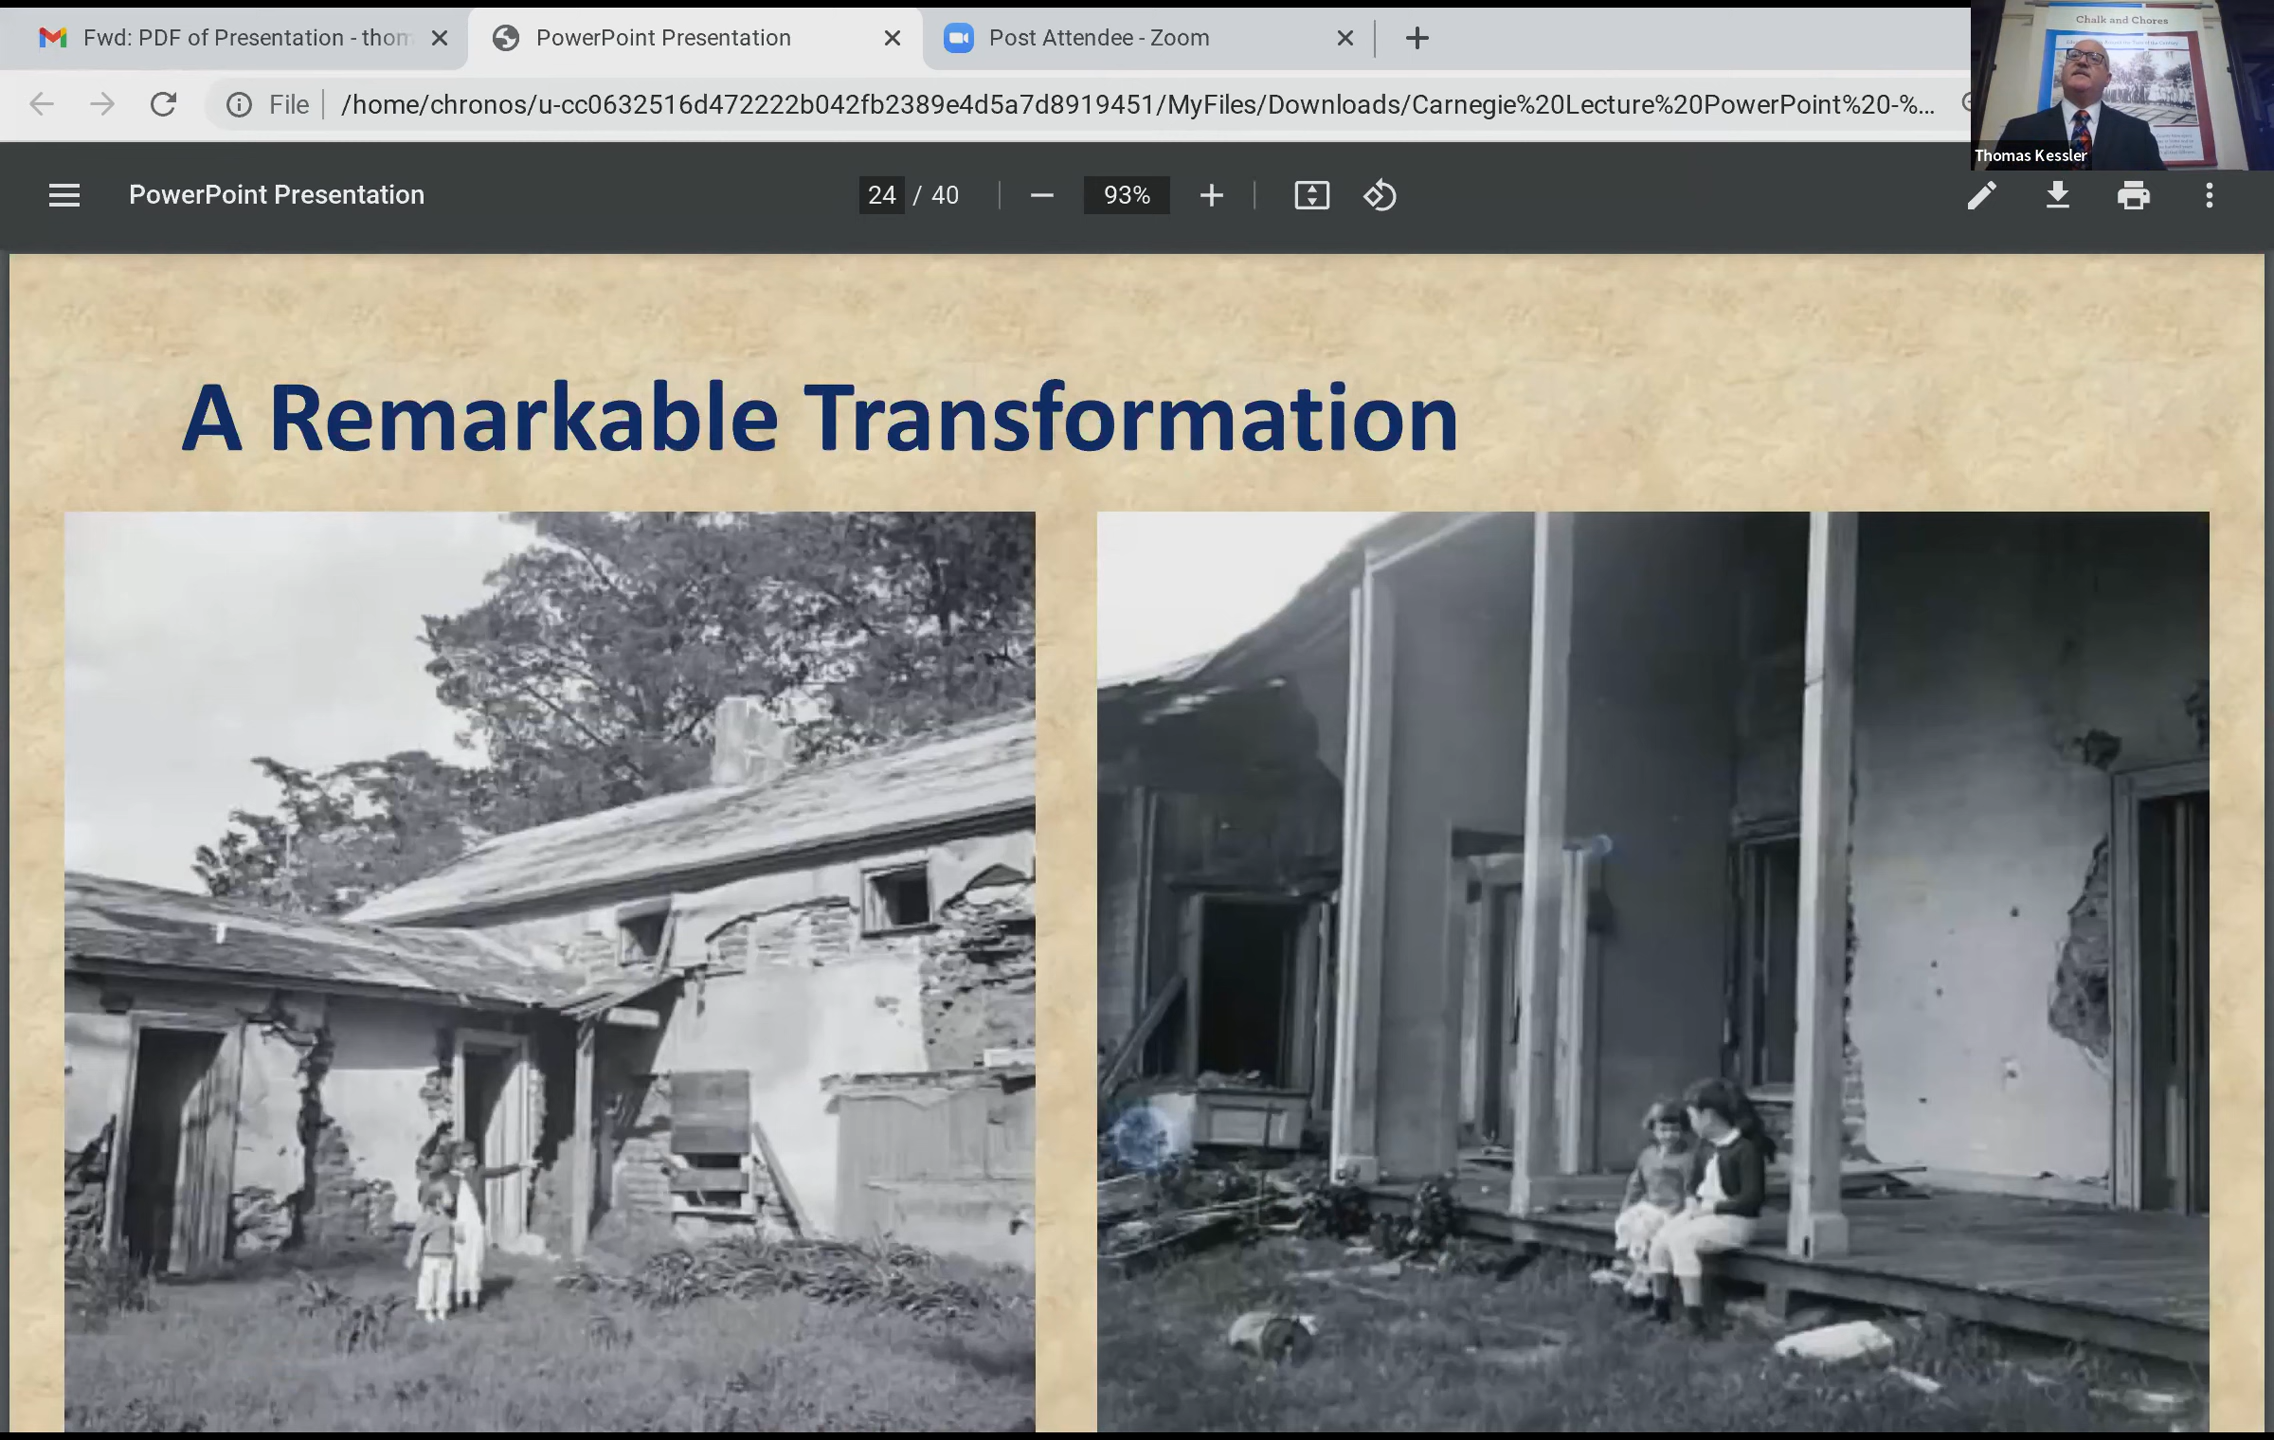 Fwd: PDF of Presentation - thom
PowerPoint Presentation
Post Attendee - Zoom
File
/home/chronos/u-cc0632516d472222b042fb2389e4d5a7d8919451/MyFiles/Downloads/Carnegie%20Lecture%20PowerPoint%20-%...
Chalk and Chores
Thomas Kessler
PowerPoint Presentation
24 / 40
93%
A Remarkable Transformation